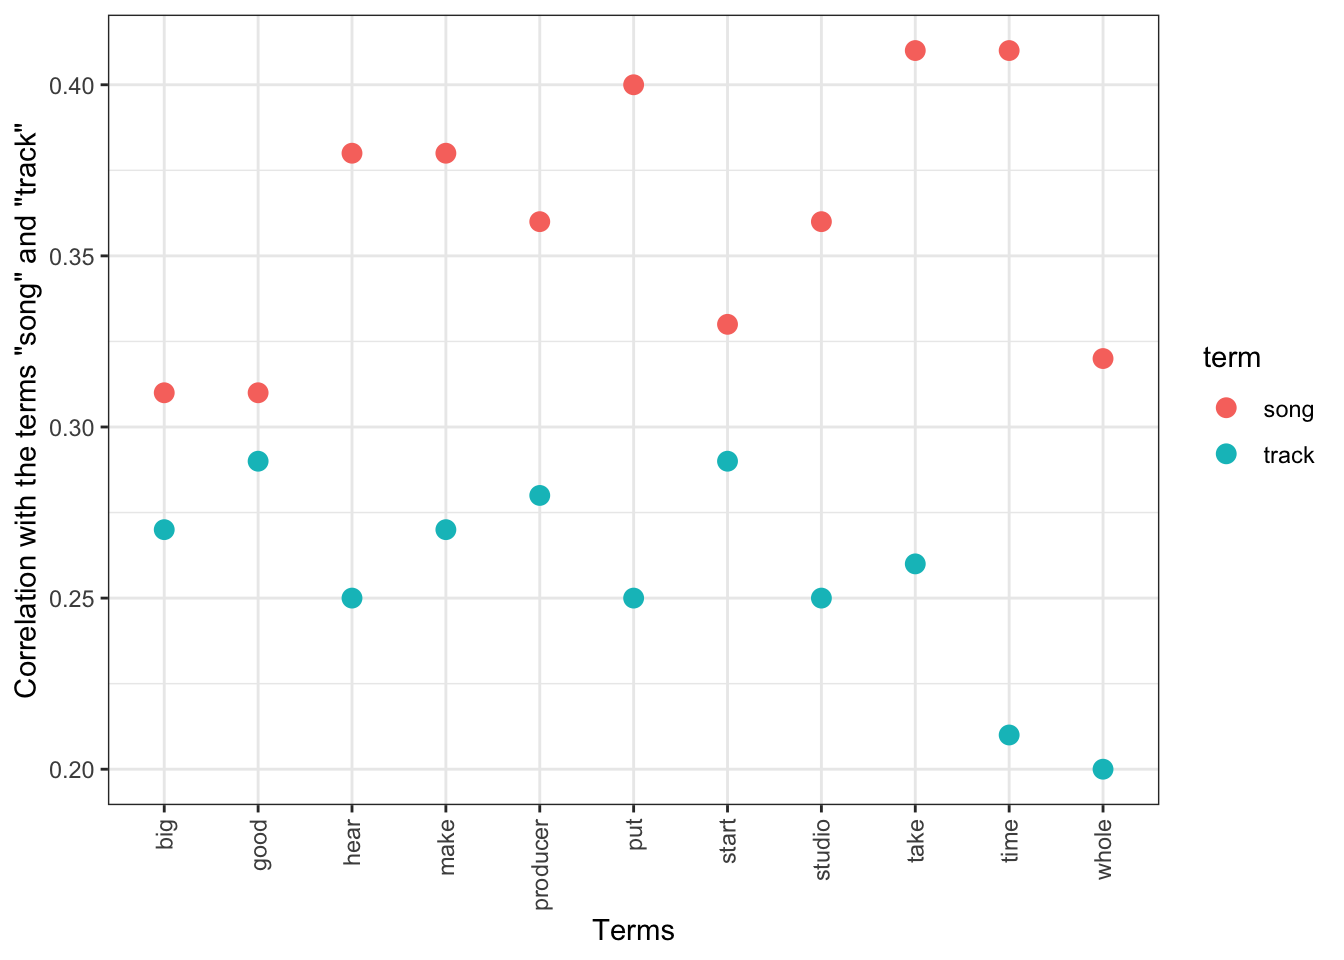 Correlation with the terms "song" and "track"
0.40
0.35
0.30
0.25
0.20
big
good
hear
make
producer
put
start
studio
take
time
whole
Terms
term
song
track